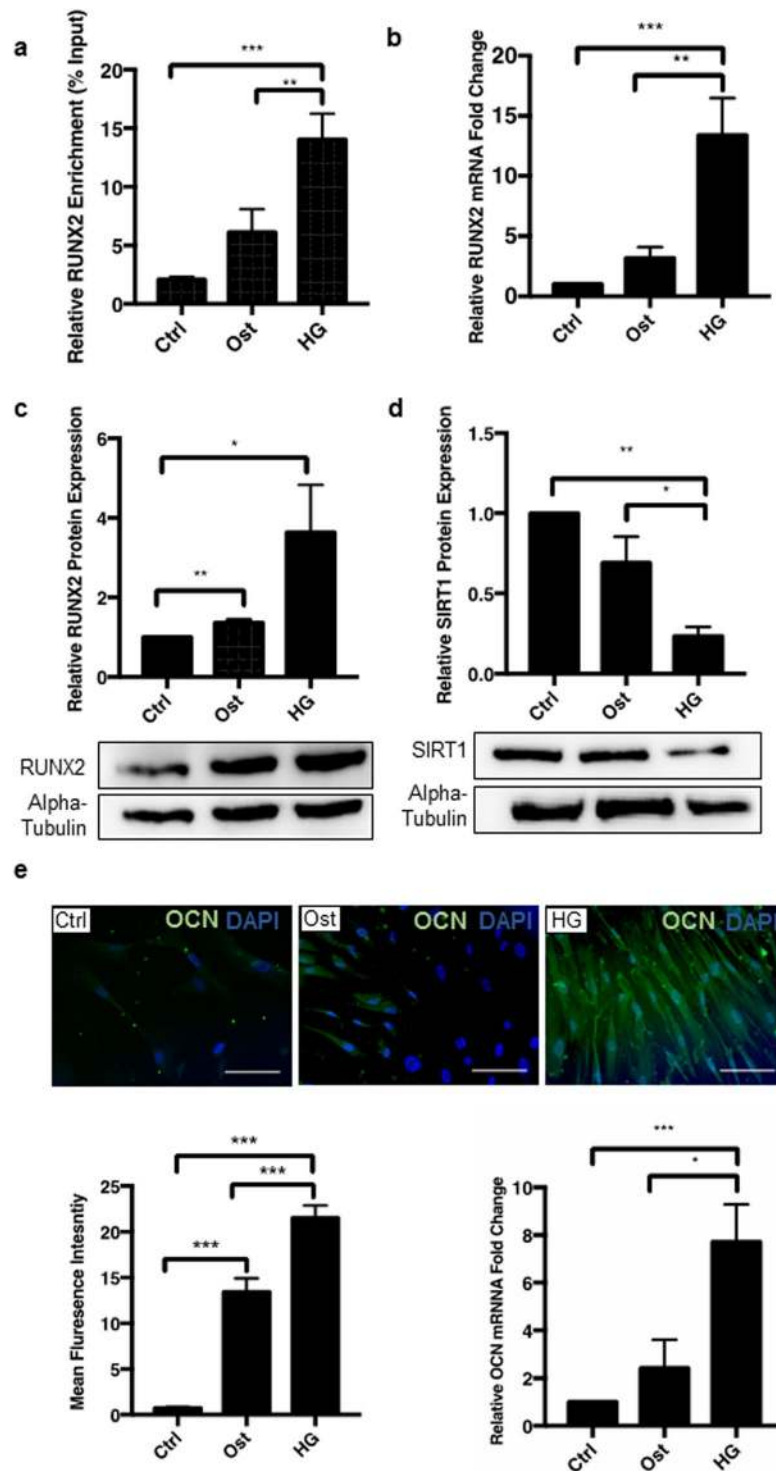 a
Relative RUNX2 Enrichment (% Input)
20
15
10
5
0
***
**
Ctrl
Ost
HG
b
Relative RUNX2 mRNA Fold Change
20
15
10
5
0
***
**
Ctrl
Ost
HG
c
Relative RUNX2 Protein Expression
6
4
2
0
*
**
Ctrl
Ost
HG
RUNX2
Alpha-
Tubulin
d
Relative SIRT1 Protein Expression
1.5
1.0
0.5
0.0
**
*
Ctrl
Ost
HG
SIRT1
Alpha-
Tubulin
e
Ctrl OCN DAPI
Ost OCN DAPI
HG OCN DAPI
Mean Fluresence Intesntiy
25
20
15
10
5
0
***
***
***
Ctrl
Ost
HG
Relative OCN mRNNA Fold Change
10
8
6
4
2
0
***
*
Ctrl
Ost
HG